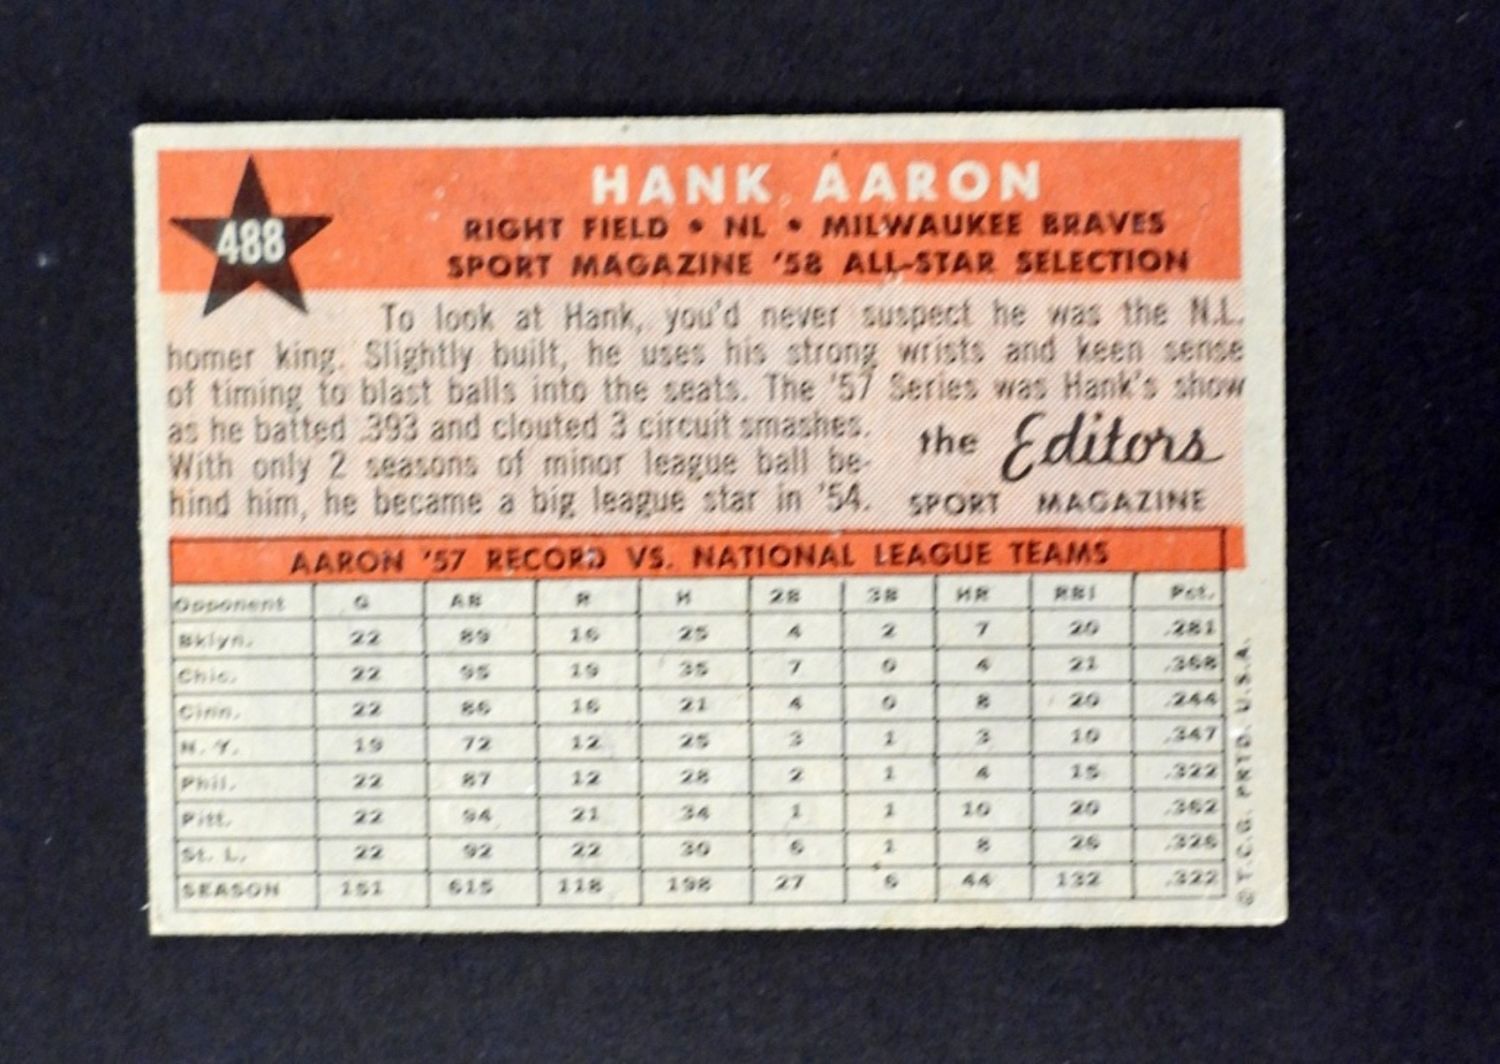 488
HANK AARON
RIGHT FIELD • NL • MILWAUKEE BRAVES
SPORT MAGAZINE '58 ALL-STAR SELECTION
To look at Hank, you'd never suspect he was the N.L.
homer king. Slightly built, he uses his strong wrists and keen sense
of timing to blast balls into the seats. The '57 Series was Hank's show
as he batted .393 and clouted 3 circuit smashes.
With only 2 seasons of minor league ball be-
hind him, he became a big league star in '54.
the Editors
SPORT MAGAZINE
AARON '57 RECORD VS. NATIONAL LEAGUE TEAMS
Opponent G AB R H 2B 3B HR RBI Pct.
Bklyn. 22 89 16 25 4 2 7 20 .281
Chic. 22 95 19 35 7 0 4 21 .368
Cinn. 22 86 16 21 4 0 8 20 .244
N. Y. 19 72 12 25 3 1 3 10 .347
Phil. 22 87 12 28 2 1 4 15 .322
Pitt. 22 94 21 34 1 1 10 20 .362
St. L. 22 92 22 30 6 1 8 26 .326
SEASON 151 615 118 198 27 6 44 132 .322
© T.C.G. PRTD. U.S.A.